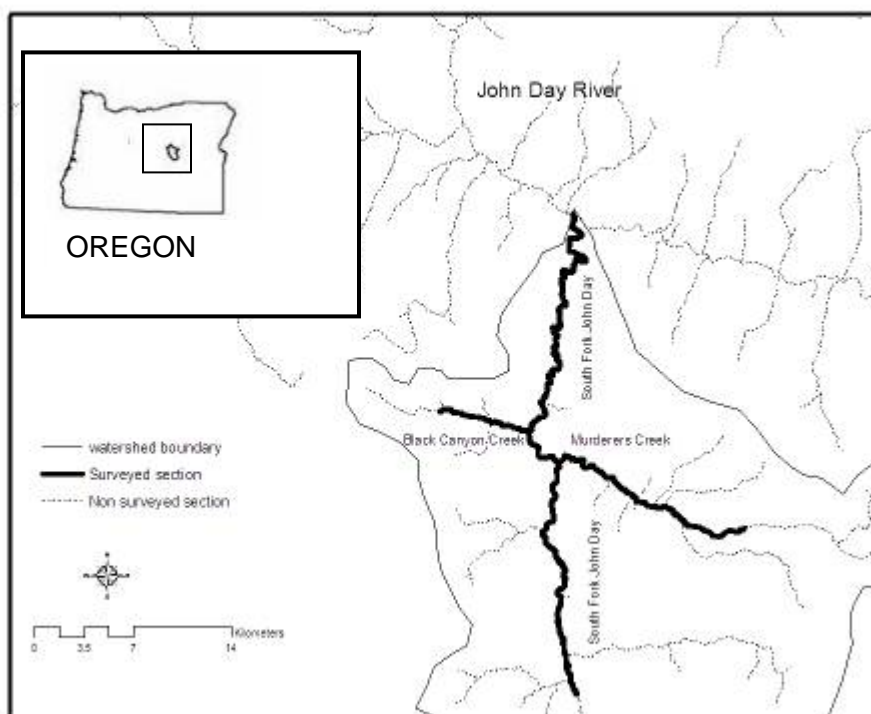 John Day River
OREGON
South Fork John Day
Black Canyon Creek
Murderers Creek
watershed boundary
Surveyed section
Non surveyed section
South Fork John Day
Kilometers
0 3.5 7 14